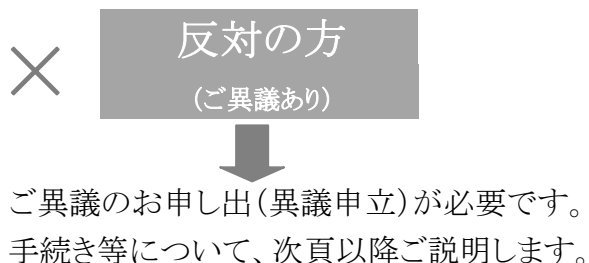 ×
反対の方
(ご異議あり)
ご異議のお申し出(異議申立)が必要です。
手続き等について、次頁以降ご説明します。